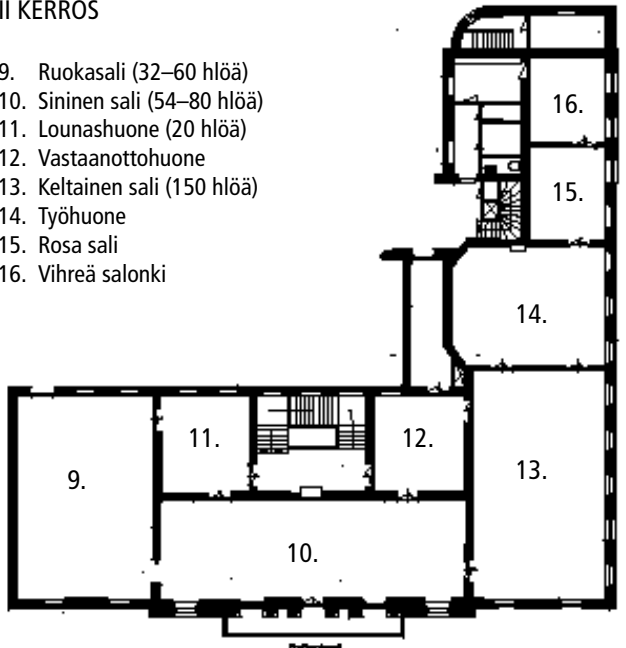 II KERROS
9. Ruokasali (32–60 hlöä)
10. Sininen sali (54–80 hlöä)
11. Lounashuone (20 hlöä)
12. Vastaanottohuone
13. Keltainen sali (150 hlöä)
14. Työhuone
15. Rosa sali
16. Vihreä salonki
16.
15.
14.
11.
12.
13.
9.
10.